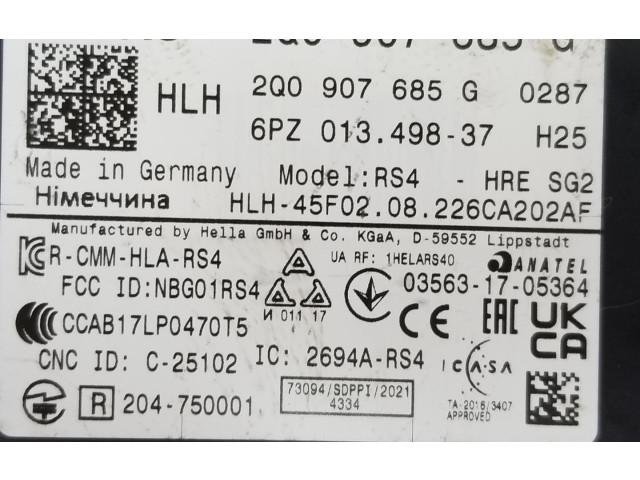 2Q0 907 685 G
HLH 2Q0 907 685 G 0287
6PZ 013.498-37 H25
Made in Germany Model:RS4 - HRE SG2
Німеччина HLH-45F02.08.226CA202AF
Manufactured by Hella GmbH & Co. KGaA, D-59552 Lippstadt
R-CMM-HLA-RS4 UA RF: 1HELARS40 ANATEL
FCC ID:NBG01RS4 03563-17-05364
И 011 17
CCAB17LP0470T5 CE EAC UK
CA
CNC ID: C-25102 IC: 2694A-RS4 ICASA
R 204-750001 73094/SDPPI/2021
4334
TA-2016/3407
APPROVED